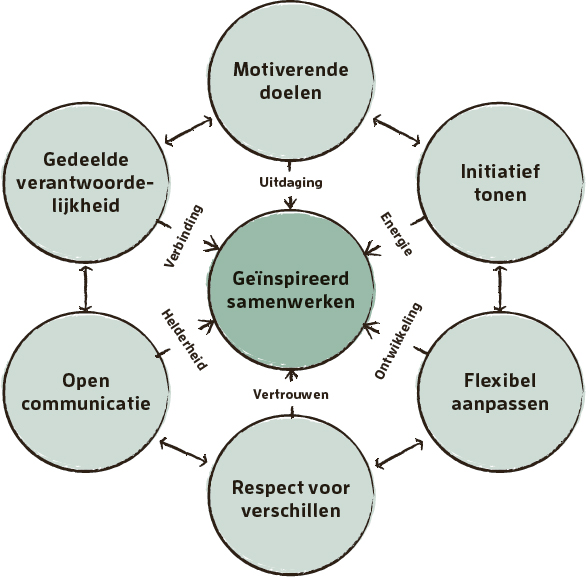 Motiverende
doelen
Gedeelde
verantwoorde-
lijkheid
Initiatief
tonen
Uitdaging
Verbinding
Energie
Geïnspireerd
samenwerken
Helderheid
Ontwikkeling
Open
communicatie
Vertrouwen
Flexibel
aanpassen
Respect voor
verschillen